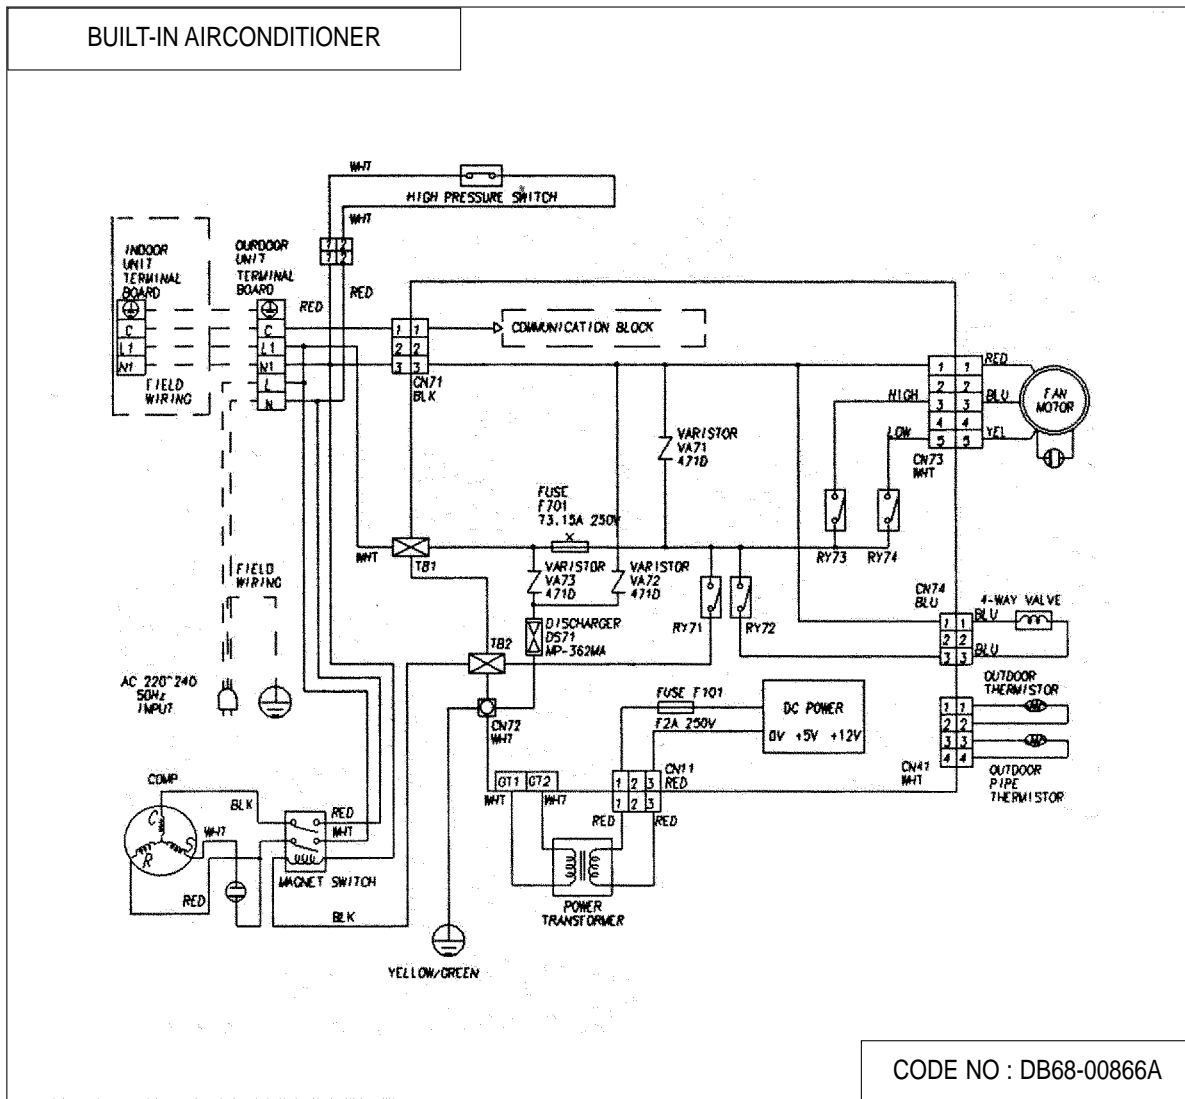 BUILT-IN AIRCONDITIONER
WHT
HIGH PRESSURE SWITCH
WHT
1 2
1 2
INDOOR
UNIT
TERMINAL
BOARD
OURDOOR
UNIT
TERMINAL
BOARD
RED
RED
C
L1
N1
C
L1
N1
L
N
FIELD
WIRING
1 1
2 2
3 3
CN71
BLK
COMMUNICATION BLOCK
1 1
2 2
3 3
4 4
5 5
RED
BLU
YEL
HIGH
LOW
FAN
MOTOR
CN73
WHT
VARISTOR
VA71
471D
FUSE
F701
T3.15A 250V
RY73
RY74
WHT
TB1
VARISTOR
VA73
471D
VARISTOR
VA72
471D
FIELD
WIRING
RY71
RY72
CN74
BLU
4-WAY VALVE
BLU
BLU
1 1
2 2
3 3
DISCHARGER
DS71
MP-362MA
TB2
AC 220~240
50Hz
INPUT
CN72
WHT
FUSE F101
F2A 250V
DC POWER
0V +5V +12V
OUTDOOR
THERMISTOR
1 1
2 2
3 3
4 4
CN41
WHT
OUTDOOR
PIPE
THERMISTOR
GT1 GT2
WHT
WHT
1 2 3
1 2 3
CN11
RED
RED
RED
COMP
C
R
S
BLK
WHT
RED
WHT
MAGNET SWITCH
RED
BLK
POWER
TRANSFORMER
YELLOW/GREEN
CODE NO : DB68-00866A